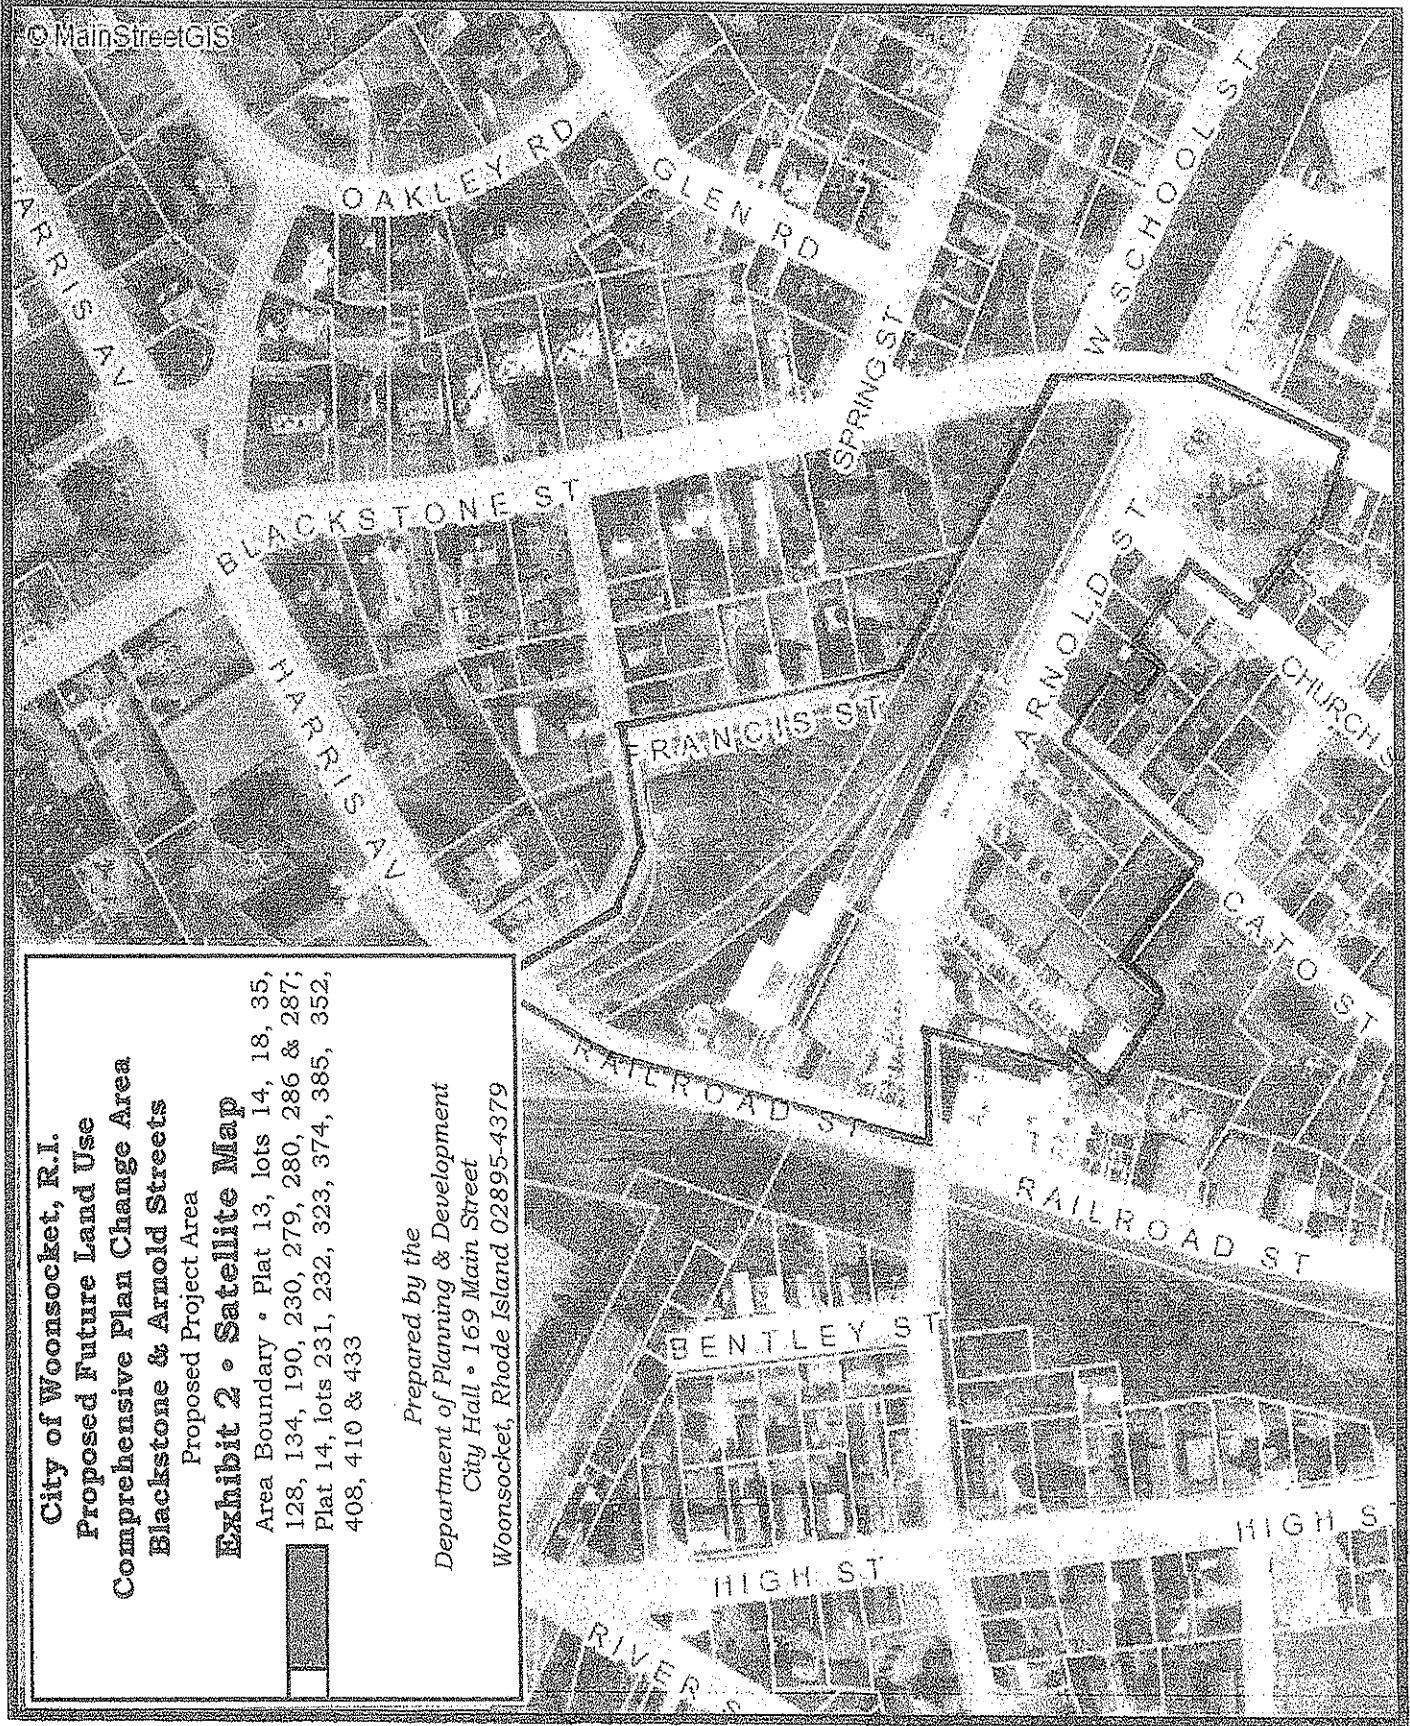 © MainStreetGIS
City of Woonsocket, R.I.
Proposed Future Land Use
Comprehensive Plan Change Area
Blackstone & Arnold Streets
Proposed Project Area
Exhibit 2 • Satellite Map
Area Boundary • Plat 13, lots 14, 18, 35,
128, 134, 190, 230, 279, 280, 286 & 287;
Plat 14, lots 231, 232, 323, 374, 385, 352,
408, 410 & 433
Prepared by the
Department of Planning & Development
City Hall • 169 Main Street
Woonsocket, Rhode Island 02895-4379
ARRIS AV
OAKLEY RD
GLEN RD
W SCHOOL ST
SPRING ST
BLACKSTONE ST
HARRIS AV
FRANCIS ST
ARNOLD ST
CHURCH S
CATO ST
RAILROAD ST
RAILROAD ST
BENTLEY ST
HIGH ST
HIGH S
RIVER S